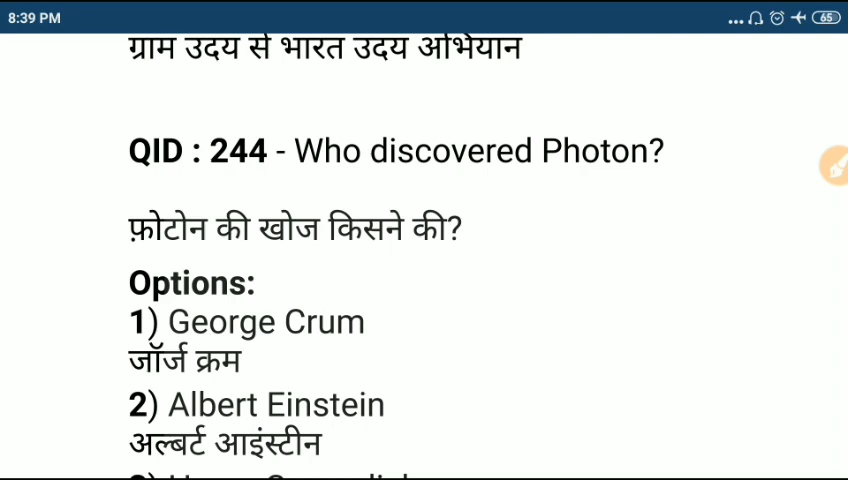 8:39 PM
65
ग्राम उदय से भारत उदय अभियान
QID : 244 - Who discovered Photon?
फ़ोटोन की खोज किसने की?
Options:
1) George Crum
जॉर्ज क्रम
2) Albert Einstein
अल्बर्ट आइंस्टीन